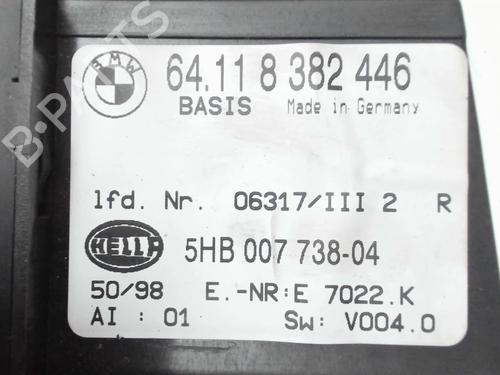 BMW 64.11 8 382 446
BASIS Made in Germany
lfd. Nr. 06317/III 2 R
HELLA 5HB 007 738-04
50/98 E.-NR:E 7022.K
AI : 01 Sw: V004.0
B-PARTS